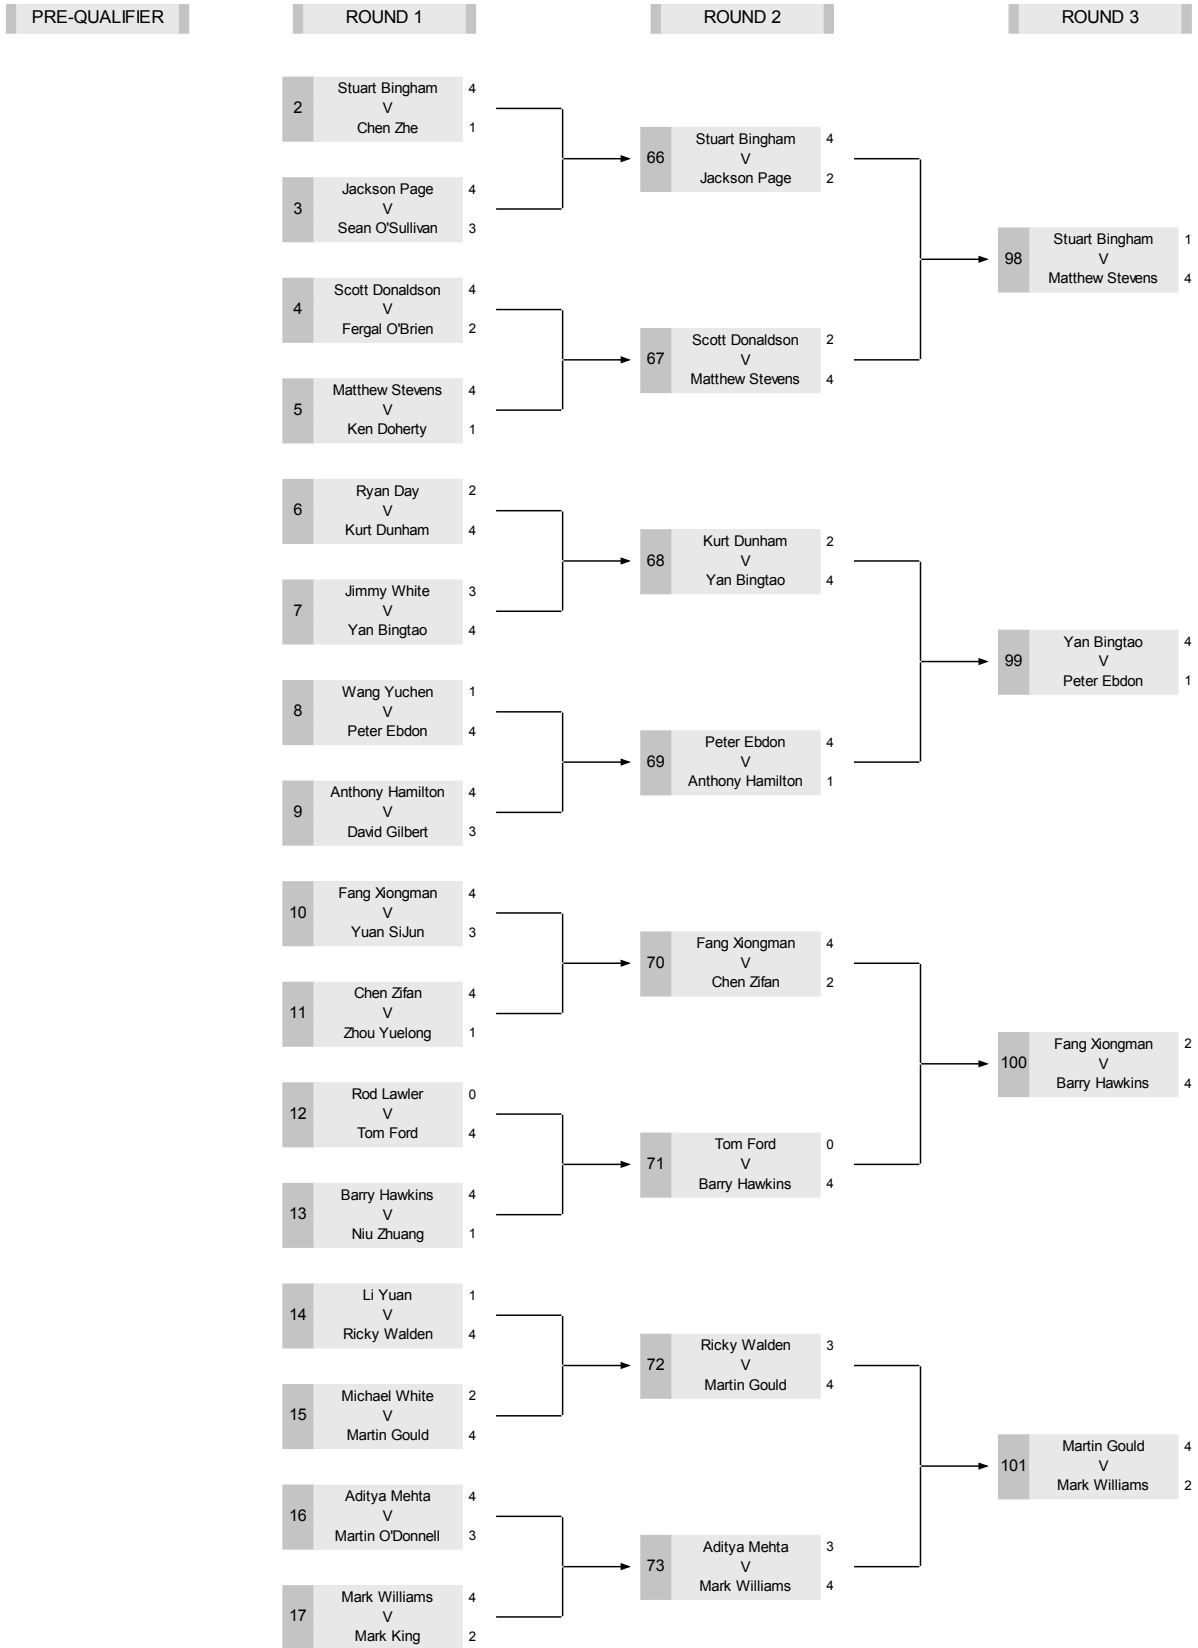 PRE-QUALIFIER
ROUND 1
ROUND 2
ROUND 3
2
Stuart Bingham 4
V
Chen Zhe 1
3
Jackson Page 4
V
Sean O'Sullivan 3
4
Scott Donaldson 4
V
Fergal O'Brien 2
5
Matthew Stevens 4
V
Ken Doherty 1
6
Ryan Day 2
V
Kurt Dunham 4
7
Jimmy White 3
V
Yan Bingtao 4
8
Wang Yuchen 1
V
Peter Ebdon 4
9
Anthony Hamilton 4
V
David Gilbert 3
10
Fang Xiongman 4
V
Yuan SiJun 3
11
Chen Zifan 4
V
Zhou Yuelong 1
12
Rod Lawler 0
V
Tom Ford 4
13
Barry Hawkins 4
V
Niu Zhuang 1
14
Li Yuan 1
V
Ricky Walden 4
15
Michael White 2
V
Martin Gould 4
16
Aditya Mehta 4
V
Martin O'Donnell 3
17
Mark Williams 4
V
Mark King 2
66
Stuart Bingham 4
V
Jackson Page 2
67
Scott Donaldson 2
V
Matthew Stevens 4
68
Kurt Dunham 2
V
Yan Bingtao 4
69
Peter Ebdon 4
V
Anthony Hamilton 1
70
Fang Xiongman 4
V
Chen Zifan 2
71
Tom Ford 0
V
Barry Hawkins 4
72
Ricky Walden 3
V
Martin Gould 4
73
Aditya Mehta 3
V
Mark Williams 4
98
Stuart Bingham 1
V
Matthew Stevens 4
99
Yan Bingtao 4
V
Peter Ebdon 1
100
Fang Xiongman 2
V
Barry Hawkins 4
101
Martin Gould 4
V
Mark Williams 2